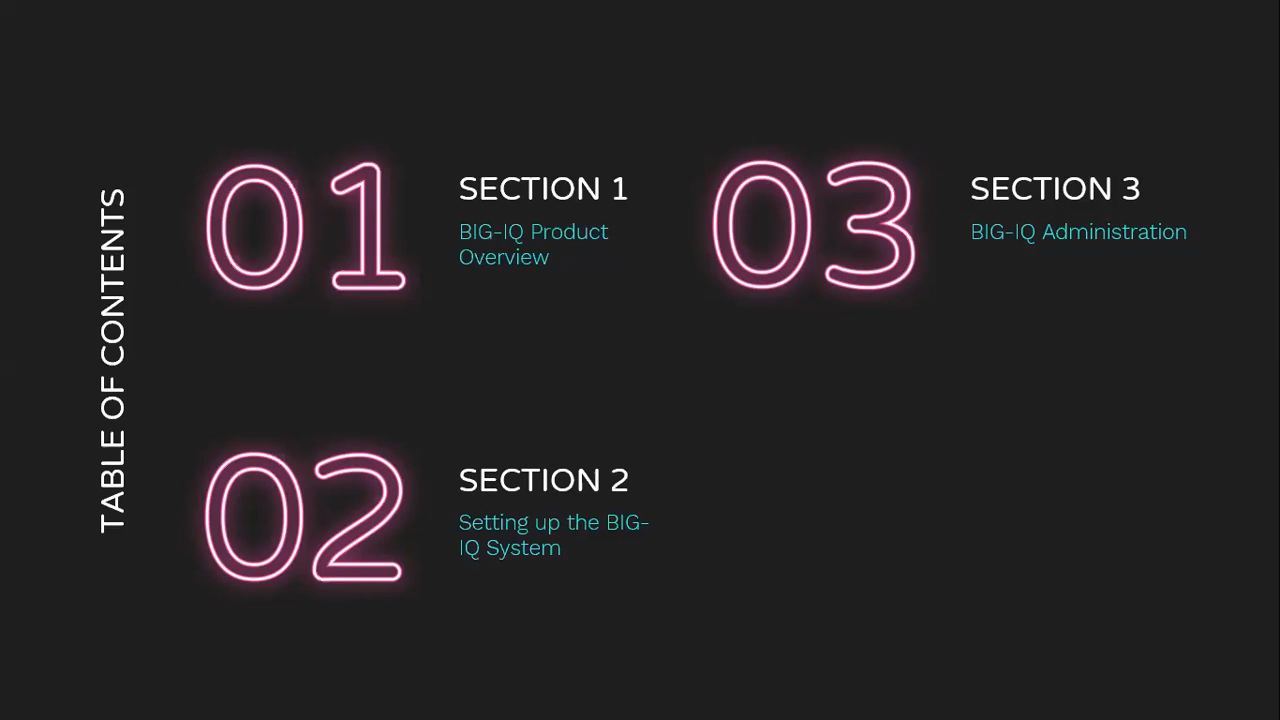 TABLE OF CONTENTS
01
SECTION 1
BIG-IQ Product
Overview
02
SECTION 2
Setting up the BIG-
IQ System
03
SECTION 3
BIG-IQ Administration